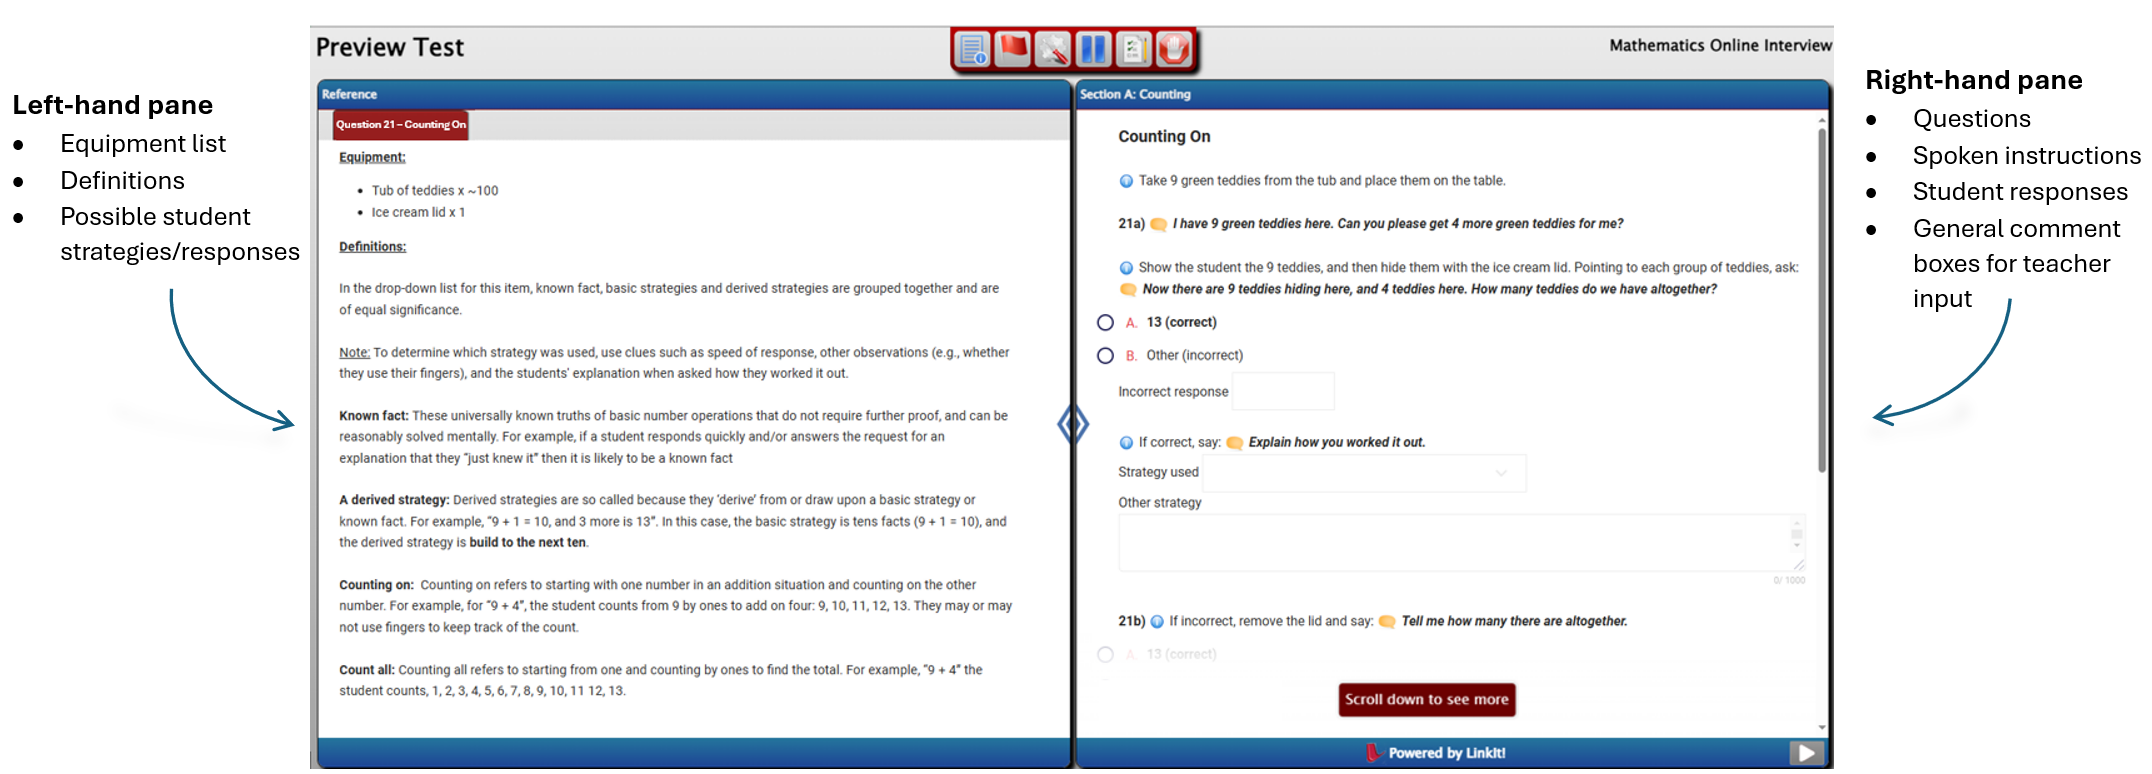 Preview Test
Mathematics Online Interview
Left-hand pane
• Equipment list
• Definitions
• Possible student
strategies/responses
Reference
Question 21 – Counting On
Equipment:
• Tub of teddies x ~100
• Ice cream lid x 1
Definitions:
In the drop-down list for this item, known fact, basic strategies and derived strategies are grouped together and are
of equal significance.
Note: To determine which strategy was used, use clues such as speed of response, other observations (e.g., whether
they use their fingers), and the students' explanation when asked how they worked it out.
Known fact: These universally known truths of basic number operations that do not require further proof, and can be
reasonably solved mentally. For example, if a student responds quickly and/or answers the request for an
explanation that they "just knew it" then it is likely to be a known fact
A derived strategy: Derived strategies are so called because they 'derive' from or draw upon a basic strategy or
known fact. For example, "9 + 1 = 10, and 3 more is 13". In this case, the basic strategy is tens facts (9 + 1 = 10), and
the derived strategy is build to the next ten.
Counting on: Counting on refers to starting with one number in an addition situation and counting on the other
number. For example, for "9 + 4", the student counts from 9 by ones to add on four: 9, 10, 11, 12, 13. They may or may
not use fingers to keep track of the count.
Count all: Counting all refers to starting from one and counting by ones to find the total. For example, "9 + 4" the
student counts, 1, 2, 3, 4, 5, 6, 7, 8, 9, 10, 11 12, 13.
Section A: Counting
Counting On
Take 9 green teddies from the tub and place them on the table.
21a) I have 9 green teddies here. Can you please get 4 more green teddies for me?
Show the student the 9 teddies, and then hide them with the ice cream lid. Pointing to each group of teddies, ask:
Now there are 9 teddies hiding here, and 4 teddies here. How many teddies do we have altogether?
A. 13 (correct)
B. Other (incorrect)
Incorrect response
If correct, say: Explain how you worked it out.
Strategy used
Other strategy
0/ 1000
21b) If incorrect, remove the lid and say: Tell me how many there are altogether.
A. 13 (correct)
Scroll down to see more
Powered by LinkIt!
Right-hand pane
• Questions
• Spoken instructions
• Student responses
• General comment
boxes for teacher
input